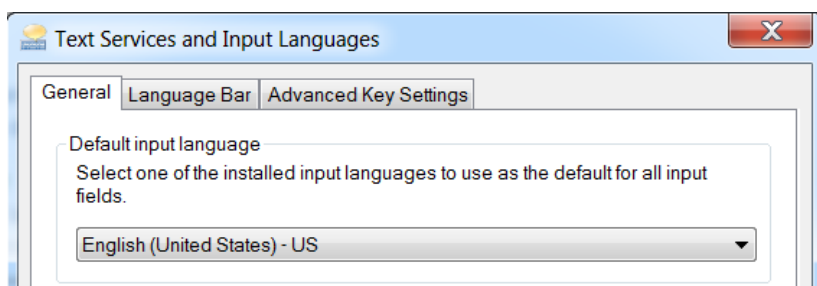 Text Services and Input Languages
General Language Bar Advanced Key Settings
Default input language
Select one of the installed input languages to use as the default for all input
fields.
English (United States) - US